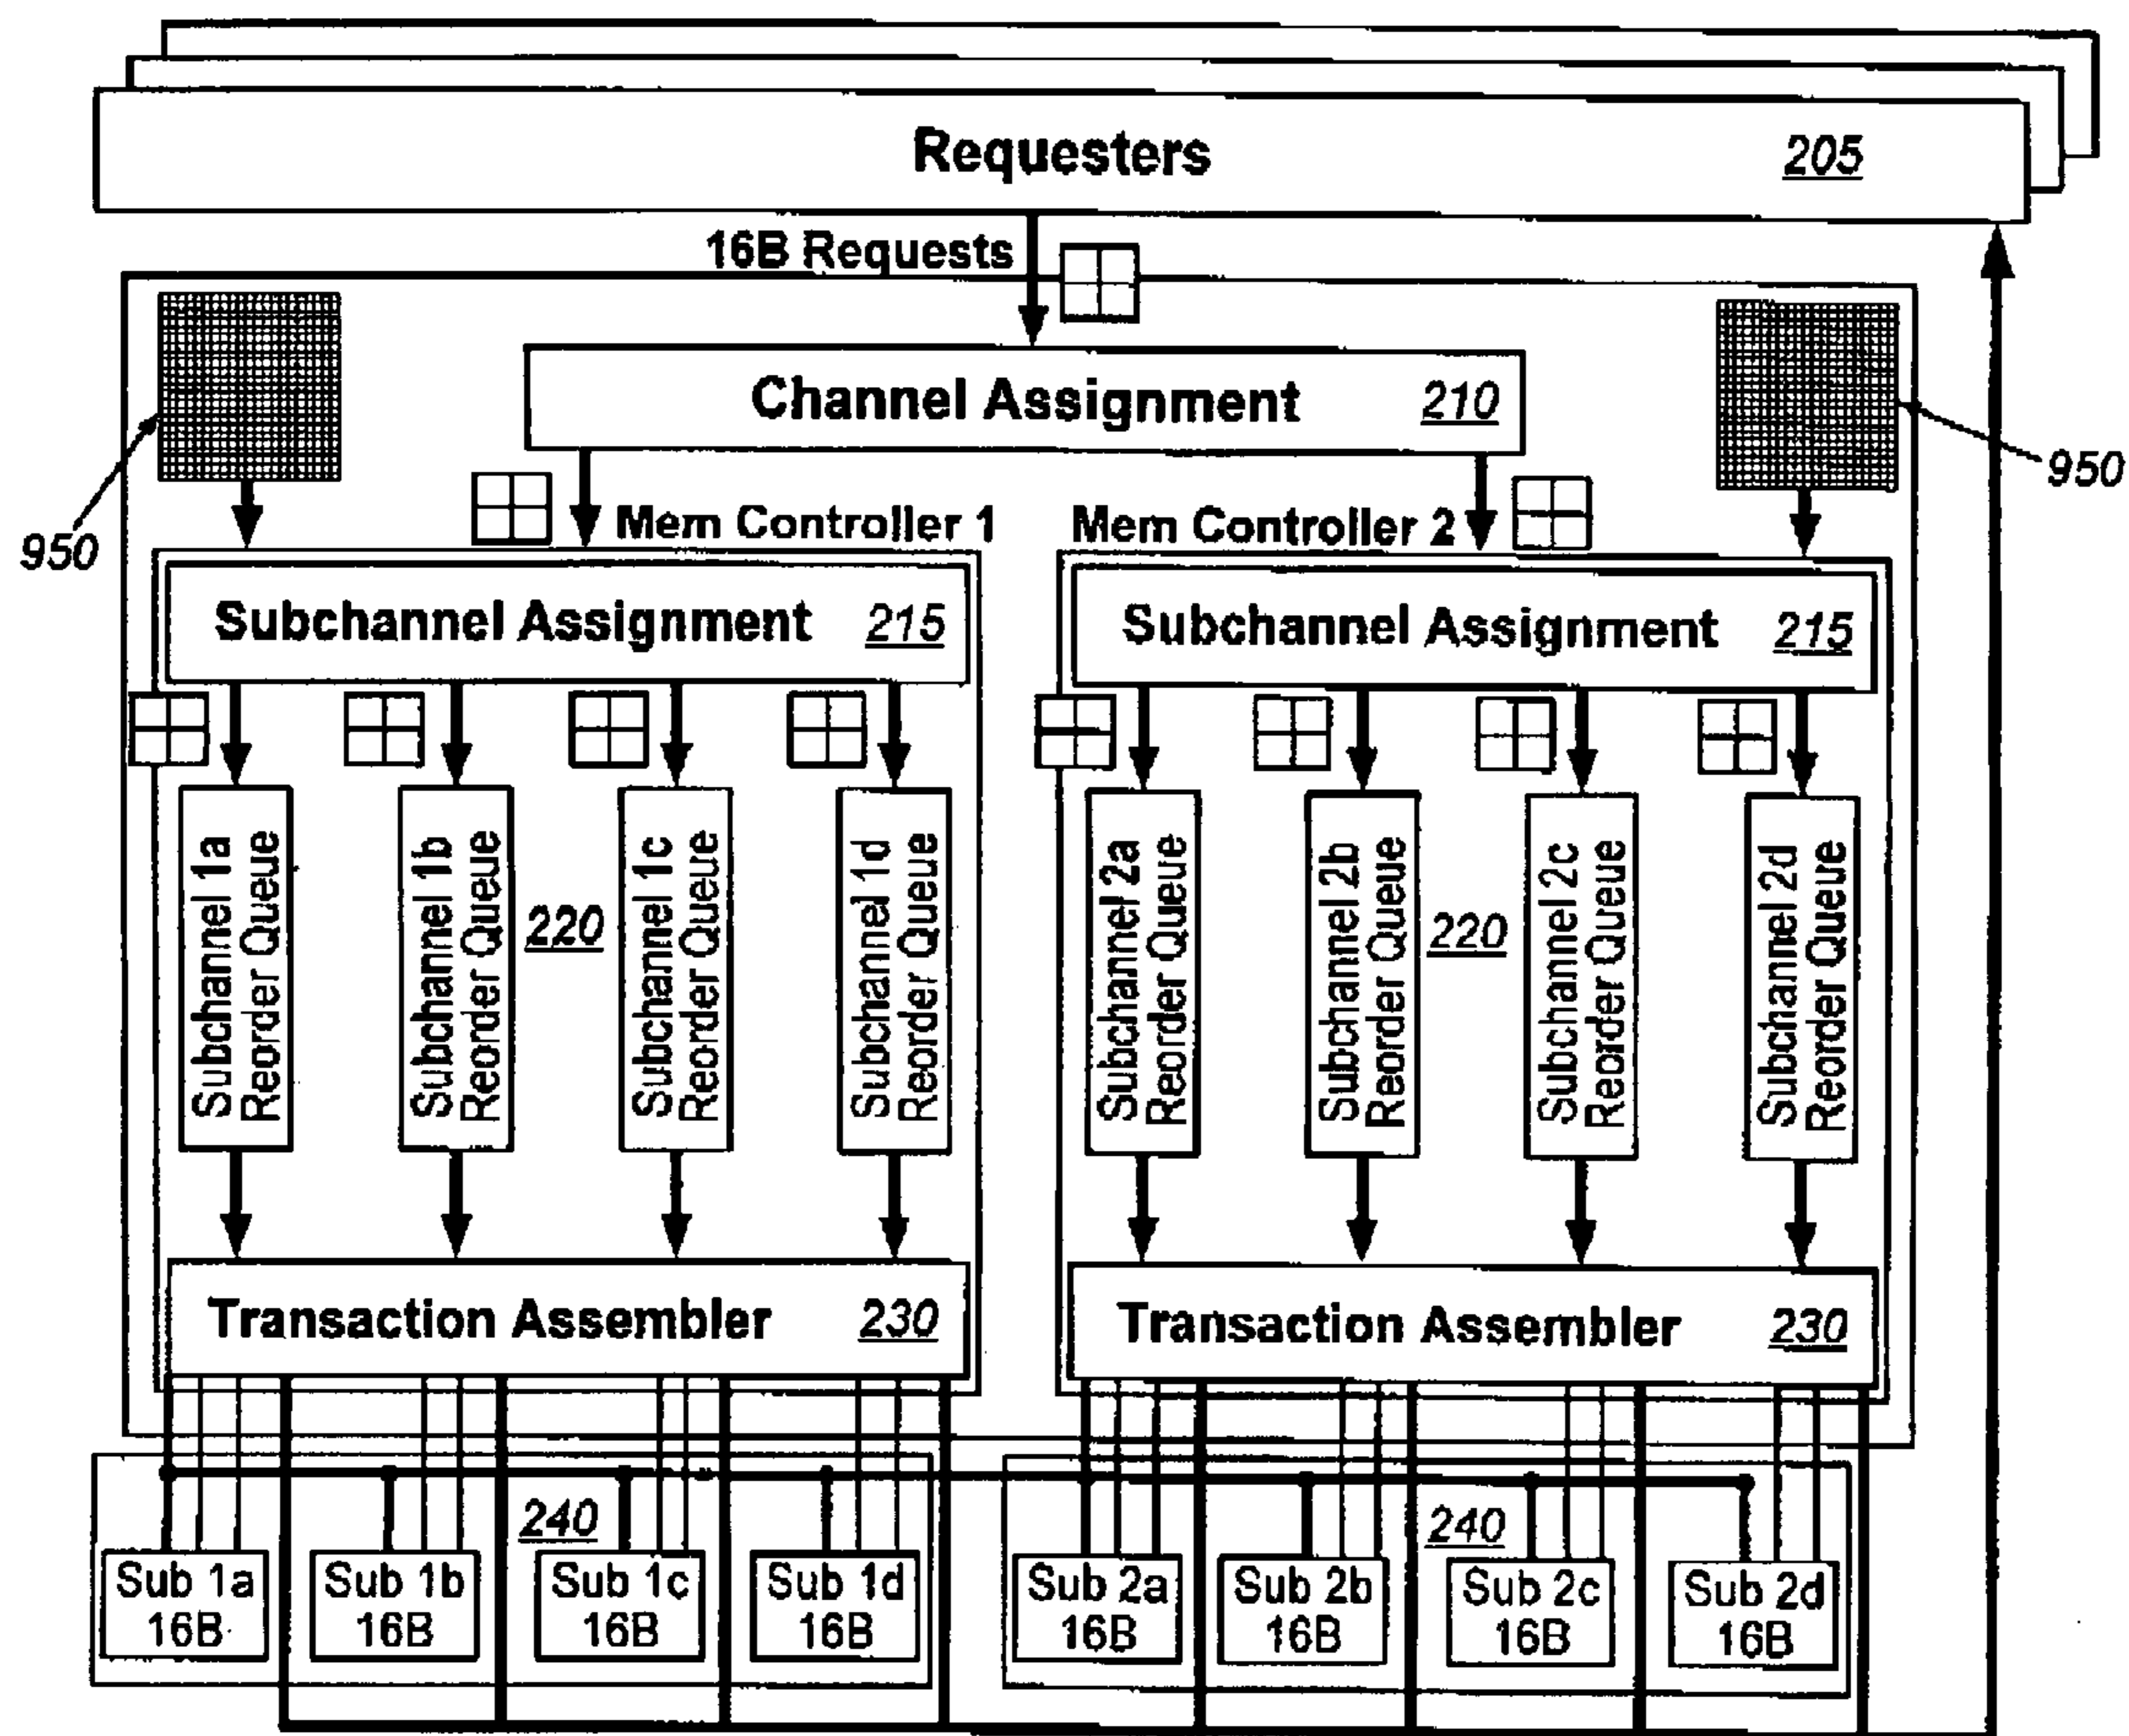 Requesters 205
16B Requests
Channel Assignment 210
950
950
Mem Controller 1
Mem Controller 2
Subchannel Assignment 215
Subchannel Assignment 215
Subchannel 1a
Reorder Queue
Subchannel 1b
Reorder Queue
220
Subchannel 1c
Reorder Queue
Subchannel 1d
Reorder Queue
Subchannel 2a
Reorder Queue
Subchannel 2b
Reorder Queue
220
Subchannel 2c
Reorder Queue
Subchannel 2d
Reorder Queue
Transaction Assembler 230
Transaction Assembler 230
240
240
Sub 1a
16B
Sub 1b
16B
Sub 1c
16B
Sub 1d
16B
Sub 2a
16B
Sub 2b
16B
Sub 2c
16B
Sub 2d
16B